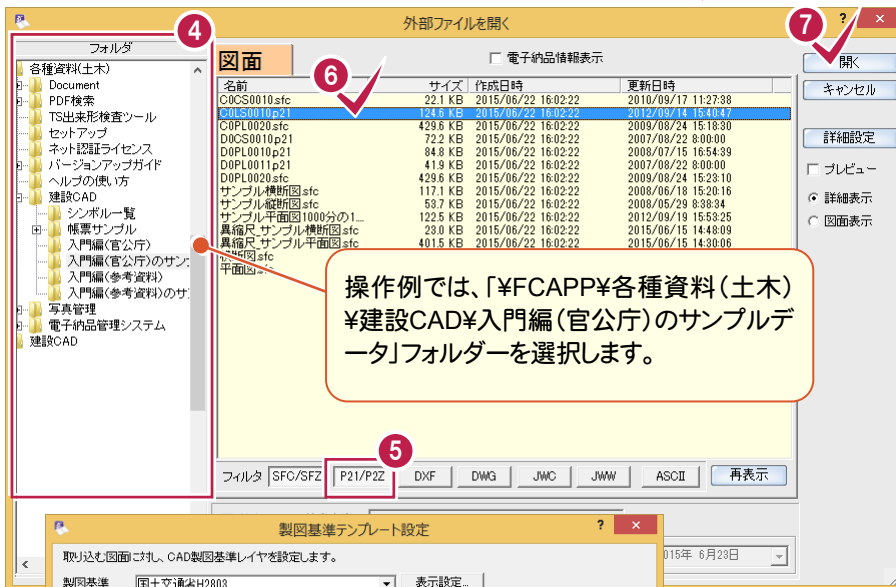 外部ファイルを開く
? ×
④
⑦
フォルダ
各種資料(土木)
Document
PDF検索
TS出来形検査ツール
セットアップ
ネット認証ライセンス
バージョンアップガイド
ヘルプの使い方
建設CAD
シンボル一覧
帳票サンプル
入門編(官公庁)
入門編(官公庁)のサンフ
入門編(参考資料)
入門編(参考資料)のサ
写真管理
電子納品管理システム
建設CAD
図面
電子納品情報表示
⑥
名前 サイズ 作成日時 更新日時
C0CS0010.sfc 22.1 KB 2015/06/22 16:02:22 2010/09/17 11:27:38
C0LS0010.p21 124.6 KB 2015/06/22 16:02:22 2012/09/14 15:40:47
C0PL0020.sfc 429.6 KB 2015/06/22 16:02:22 2009/08/24 15:18:30
D0CS0010.p21 72.2 KB 2015/06/22 16:02:22 2007/08/22 8:00:00
D0PL0010.p21 84.8 KB 2015/06/22 16:02:22 2008/07/15 16:54:39
D0PL0011.p21 41.9 KB 2015/06/22 16:02:22 2007/08/22 8:00:00
D0PL0020.sfc 429.6 KB 2015/06/22 16:02:22 2009/08/24 15:23:10
サンプル横断図.sfc 117.1 KB 2015/06/22 16:02:22 2008/06/18 15:20:16
サンプル縦断図.sfc 53.7 KB 2015/06/22 16:02:22 2008/05/29 8:38:34
サンプル平面図1000分の1... 122.5 KB 2015/06/22 16:02:22 2012/09/19 15:53:25
異縮尺_サンプル横断図.sfc 23.0 KB 2015/06/22 16:02:22 2015/06/15 14:48:09
異縮尺_サンプル平面図.sfc 401.5 KB 2015/06/22 16:02:22 2015/06/15 14:30:06
横断図.sfc
平面図.sfc
操作例では、「¥FCAPP¥各種資料(土木)
¥建設CAD¥入門編(官公庁)のサンプルデ
ータ」フォルダーを選択します。
開く
キャンセル
詳細設定
プレビュー
詳細表示
図面表示
⑤
フィルタ SFC/SFZ P21/P2Z DXF DWG JWC JWW ASCII 再表示
製図基準テンプレート設定
? ×
取り込む図面に対し、CAD製図基準レイヤを設定します。
015年 6月23日
製図基準 国土交通省H2803 表示設定...